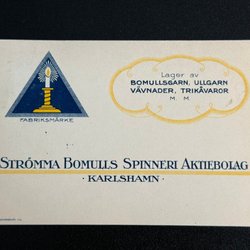 Lager av
BOMULLSGARN, ULLGARN
VÄVNADER, TRIKÅVAROR
M. M.
FABRIKSMÄRKE
STRÖMMA BOMULLS SPINNERI AKTIEBOLAG
· KARLSHAMN ·